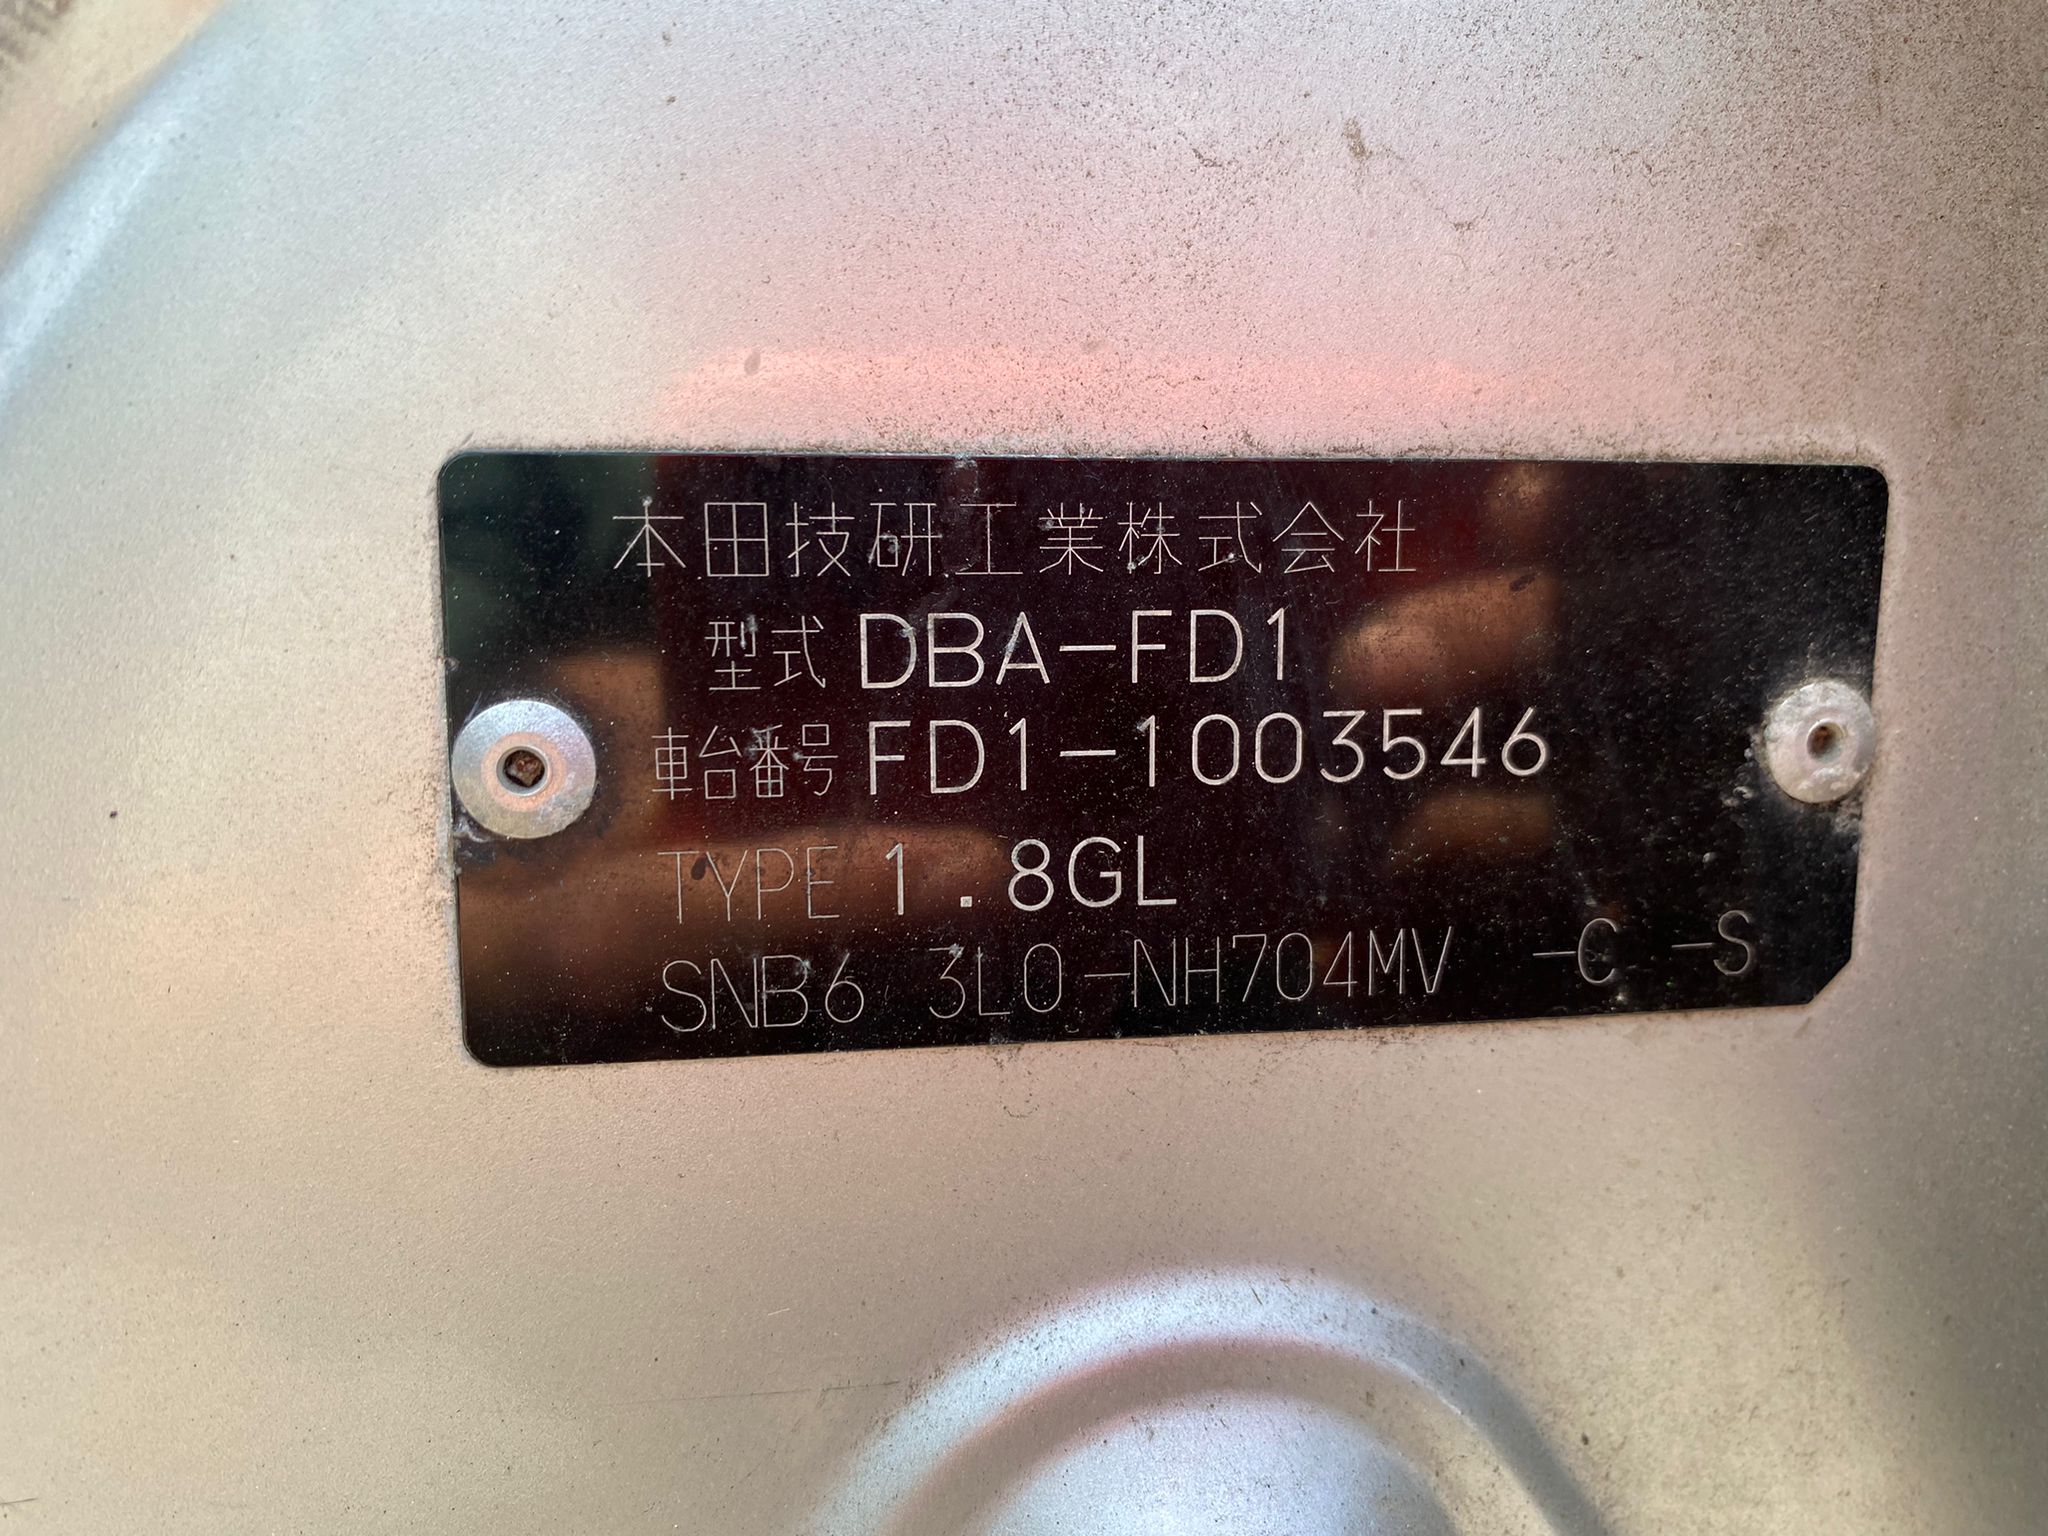 本田技研工業株式会社
型式 DBA-FD1
車台番号 FD1-1003546
TYPE 1.8GL
SNB6 3L0-NH704MV -C -S